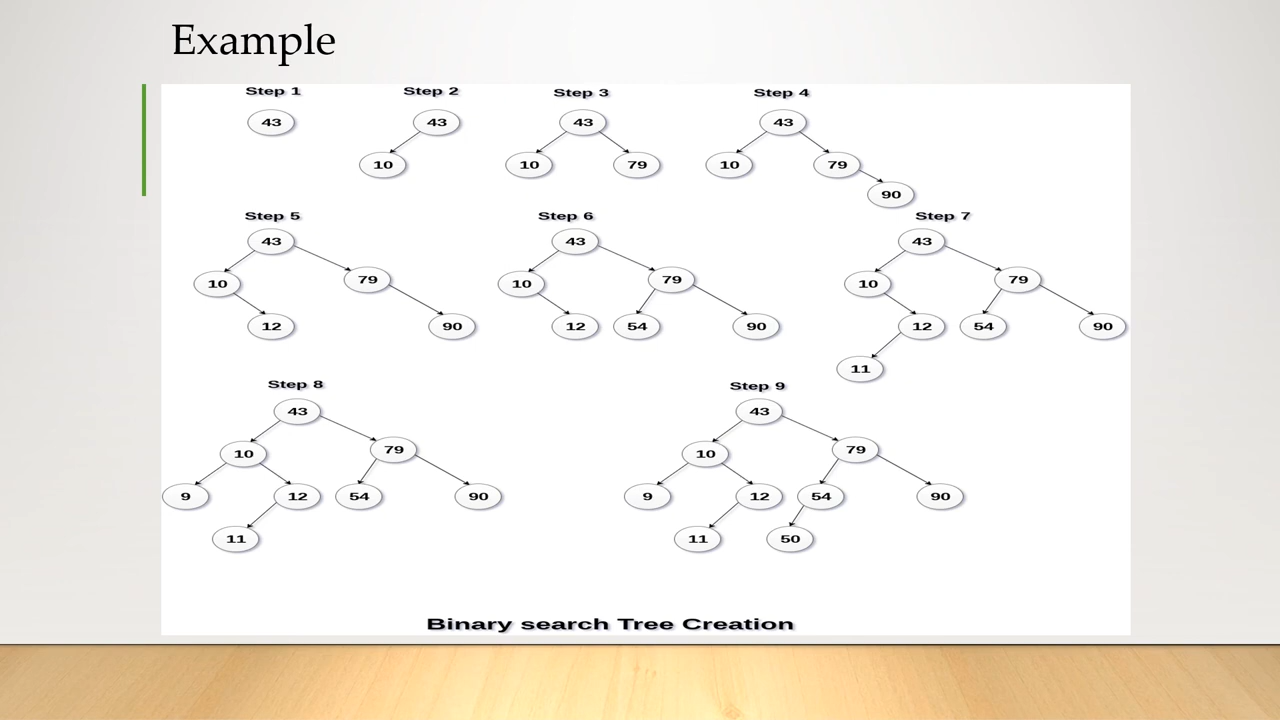 Example
Step 1 Step 2 Step 3 Step 4
43 43 43 43
10 10 79 10 79
90
Step 5 Step 6 Step 7
43 43 43
10 79 10 79 10 79
12 90 12 54 90 12 54 90
11
Step 8 Step 9
43 43
10 79 10 79
9 12 54 90 9 12 54 90
11 11 50
Binary search Tree Creation